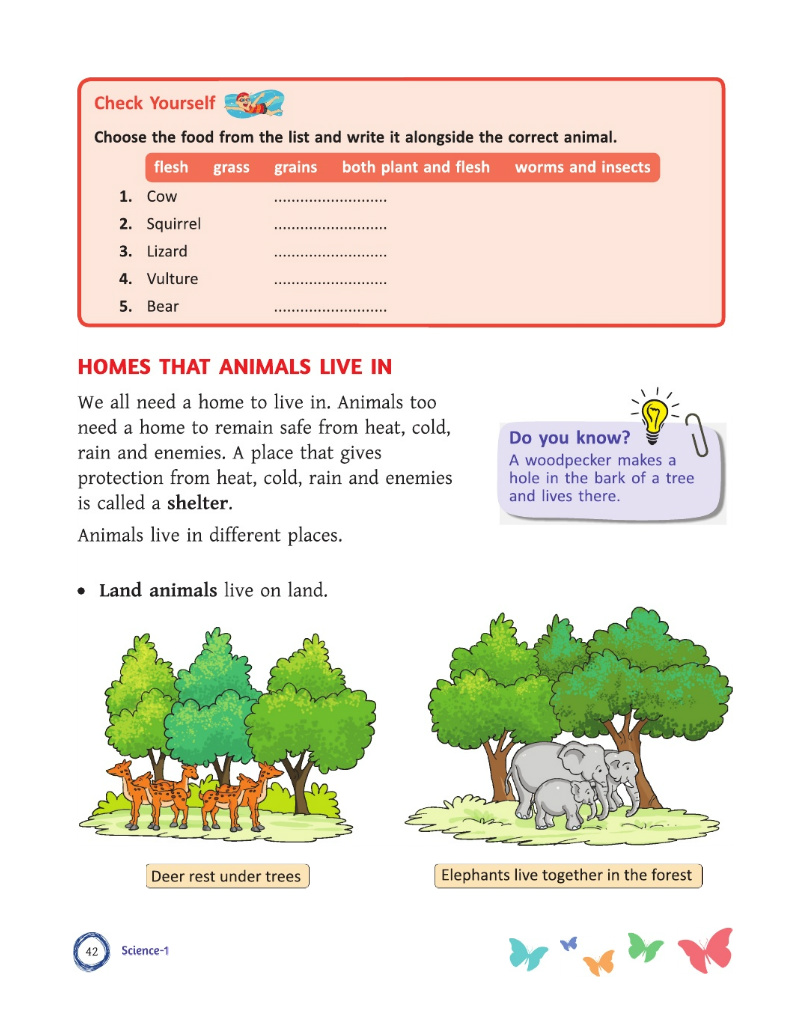 Check Yourself
Choose the food from the list and write it alongside the correct animal.
flesh grass grains both plant and flesh worms and insects
1. Cow ..........................
2. Squirrel ..........................
3. Lizard ..........................
4. Vulture ..........................
5. Bear ..........................
HOMES THAT ANIMALS LIVE IN
We all need a home to live in. Animals too
need a home to remain safe from heat, cold,
rain and enemies. A place that gives
protection from heat, cold, rain and enemies
is called a shelter.
Do you know?
A woodpecker makes a
hole in the bark of a tree
and lives there.
Animals live in different places.
• Land animals live on land.
Deer rest under trees
Elephants live together in the forest
42 Science-1